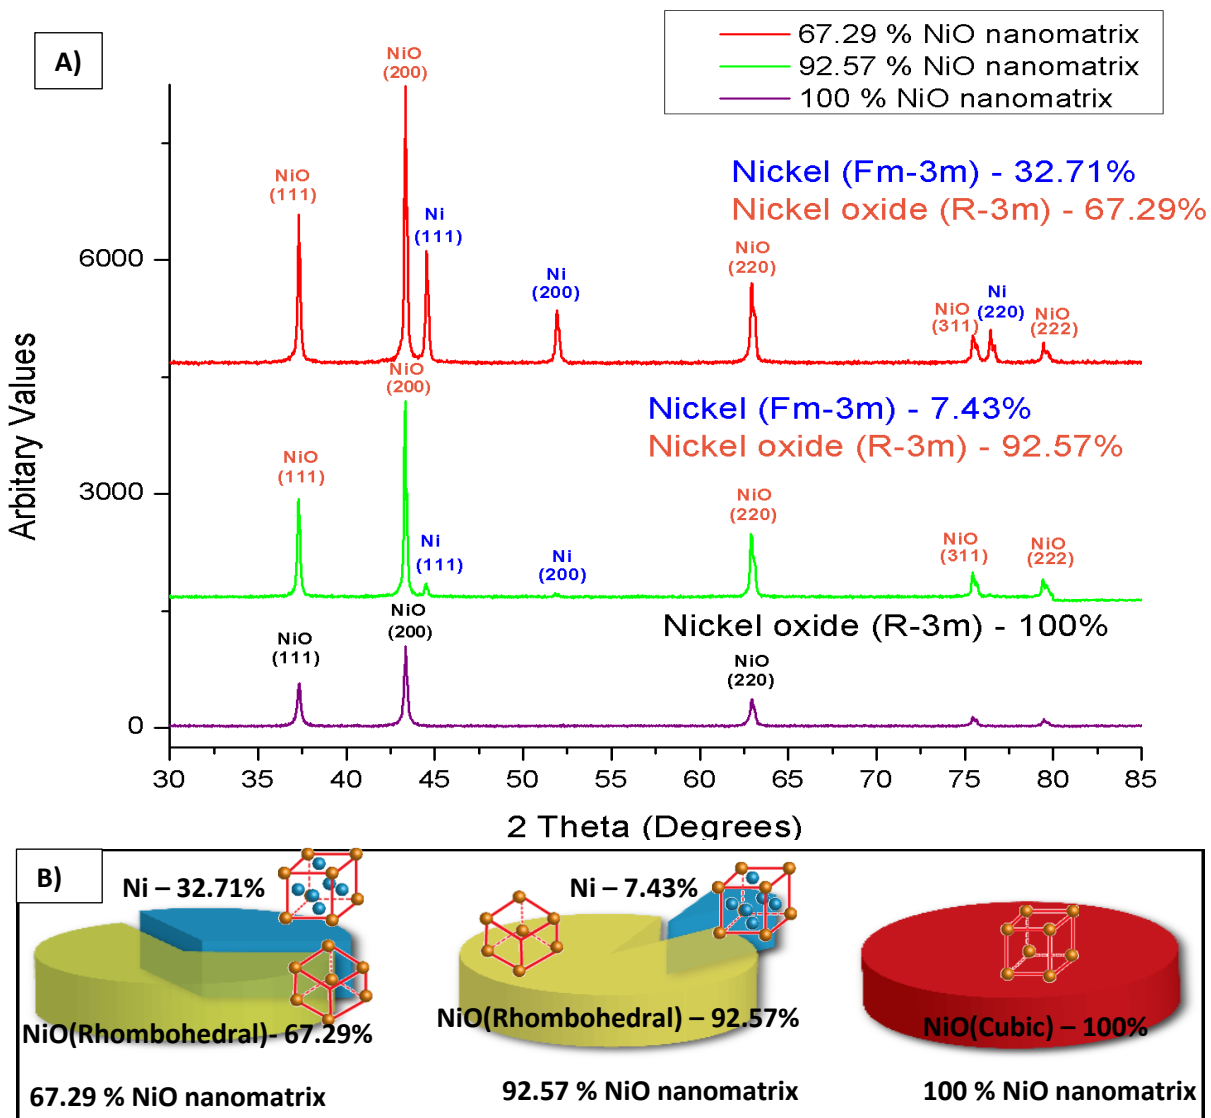 A)
67.29 % NiO nanomatrix
92.57 % NiO nanomatrix
100 % NiO nanomatrix
NiO
(200)
Nickel (Fm-3m) - 32.71%
Nickel oxide (R-3m) - 67.29%
NiO
(111)
Ni
(111)
Ni
(200)
NiO
(220)
NiO
(311)
Ni
(220)
NiO
(222)
NiO
(200)
Nickel (Fm-3m) - 7.43%
Nickel oxide (R-3m) - 92.57%
NiO
(111)
Ni
(111)
Ni
(200)
NiO
(220)
NiO
(311)
NiO
(222)
NiO
(200)
Nickel oxide (R-3m) - 100%
NiO
(111)
NiO
(220)
Arbitary Values
6000
3000
0
30 35 40 45 50 55 60 65 70 75 80 85
2 Theta (Degrees)
B)
Ni – 32.71%
NiO(Rhombohedral)- 67.29%
67.29 % NiO nanomatrix
Ni – 7.43%
NiO(Rhombohedral) – 92.57%
92.57 % NiO nanomatrix
NiO(Cubic) – 100%
100 % NiO nanomatrix